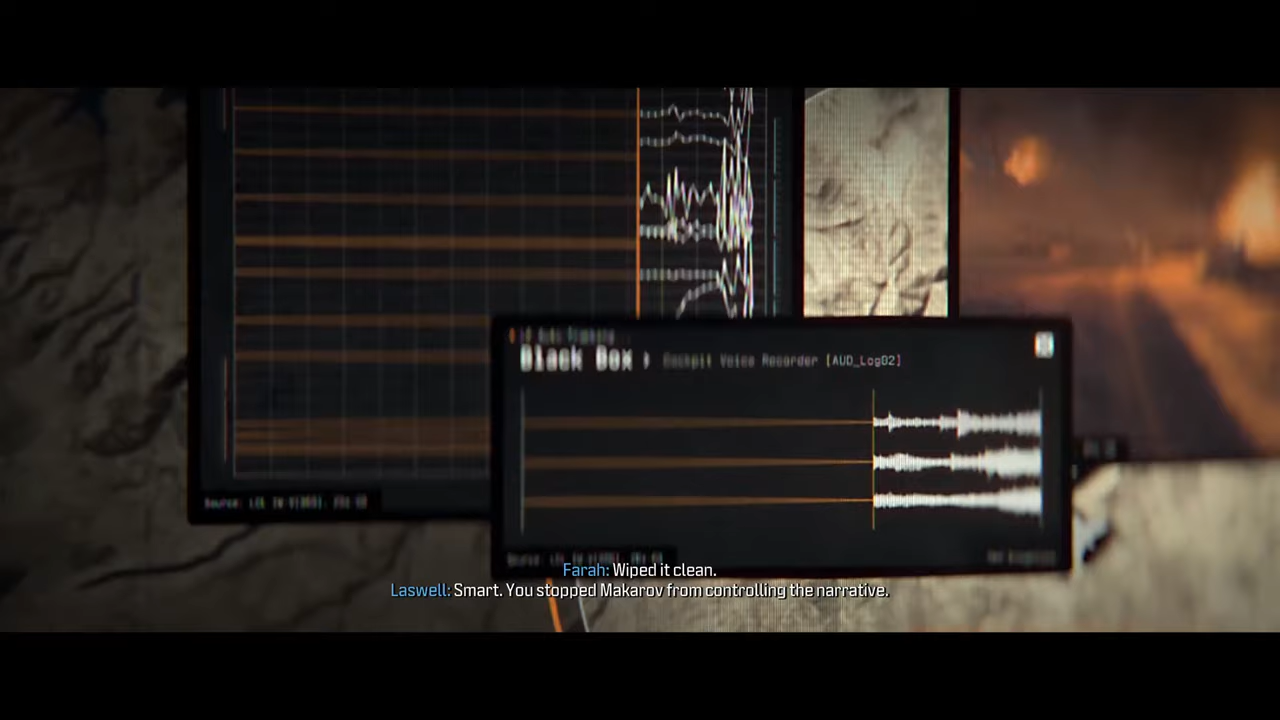 Black Box
Cockpit Voice Recorder [AUD_Log02]
Farah: Wiped it clean.
Laswell: Smart. You stopped Makarov from controlling the narrative.